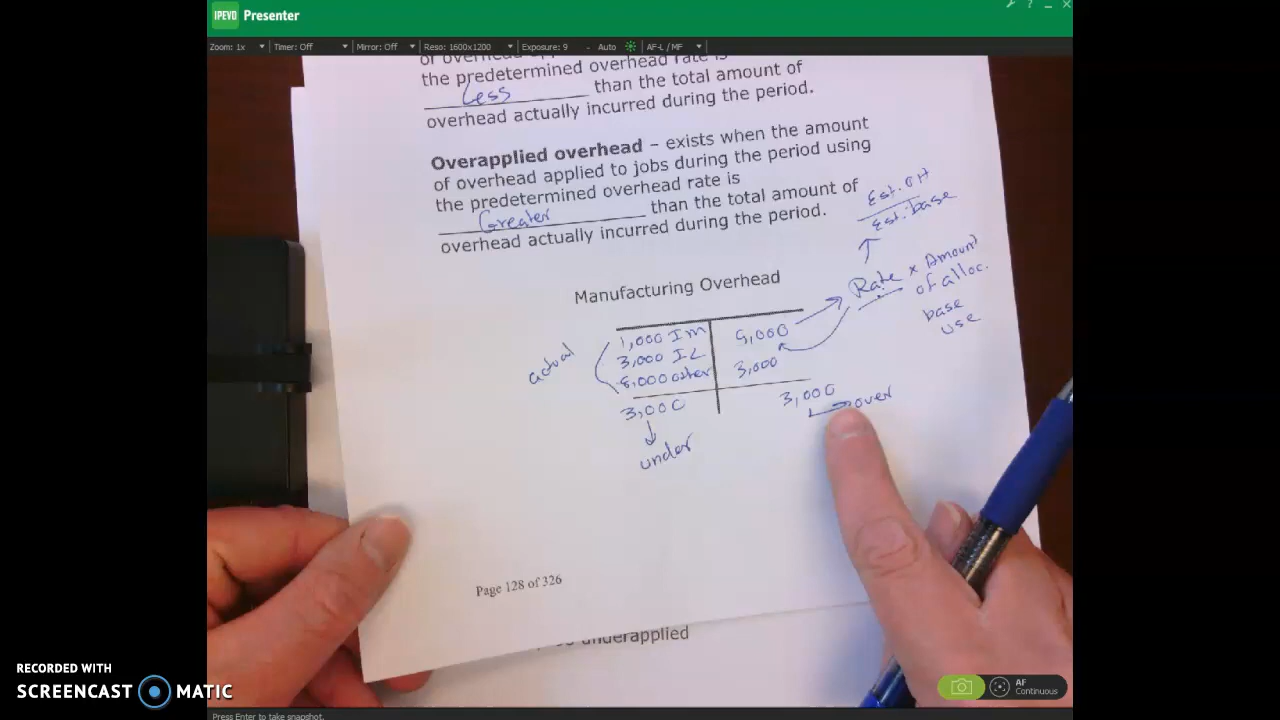 IPEVO Presenter
Zoom: 1x Timer: Off Mirror: Off Reso: 1600x1200 Exposure: 9 - Auto AF-L / MF
the predetermined overhead rate is
Less than the total amount of
overhead actually incurred during the period.
Overapplied overhead – exists when the amount
of overhead applied to jobs during the period using
the predetermined overhead rate is
Greater than the total amount of
overhead actually incurred during the period.
Est. OH
Est. base
Rate x Amount
of alloc.
base
use
Manufacturing Overhead
actual
1,000 IM
3,000 IL
8,000 other
9,000
3,000
3,000
under
3,000
over
Page 128 of 326
underapplied
RECORDED WITH
SCREENCAST MATIC
AF
Continuous
Press Enter to take snapshot.